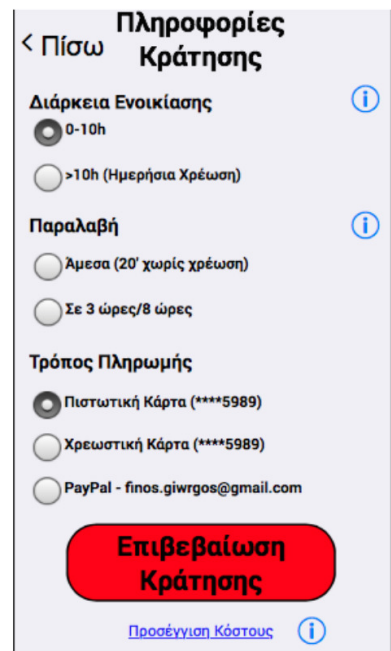 Πληροφορίες
< Πίσω Κράτησης
Διάρκεια Ενοικίασης
0-10h
>10h (Ημερήσια Χρέωση)
Παραλαβή
Άμεσα (20' χωρίς χρέωση)
Σε 3 ώρες/8 ώρες
Τρόπος Πληρωμής
Πιστωτική Κάρτα (****5989)
Χρεωστική Κάρτα (****5989)
PayPal - finos.giwrgos@gmail.com
Επιβεβαίωση
Κράτησης
Προσέγγιση Κόστους